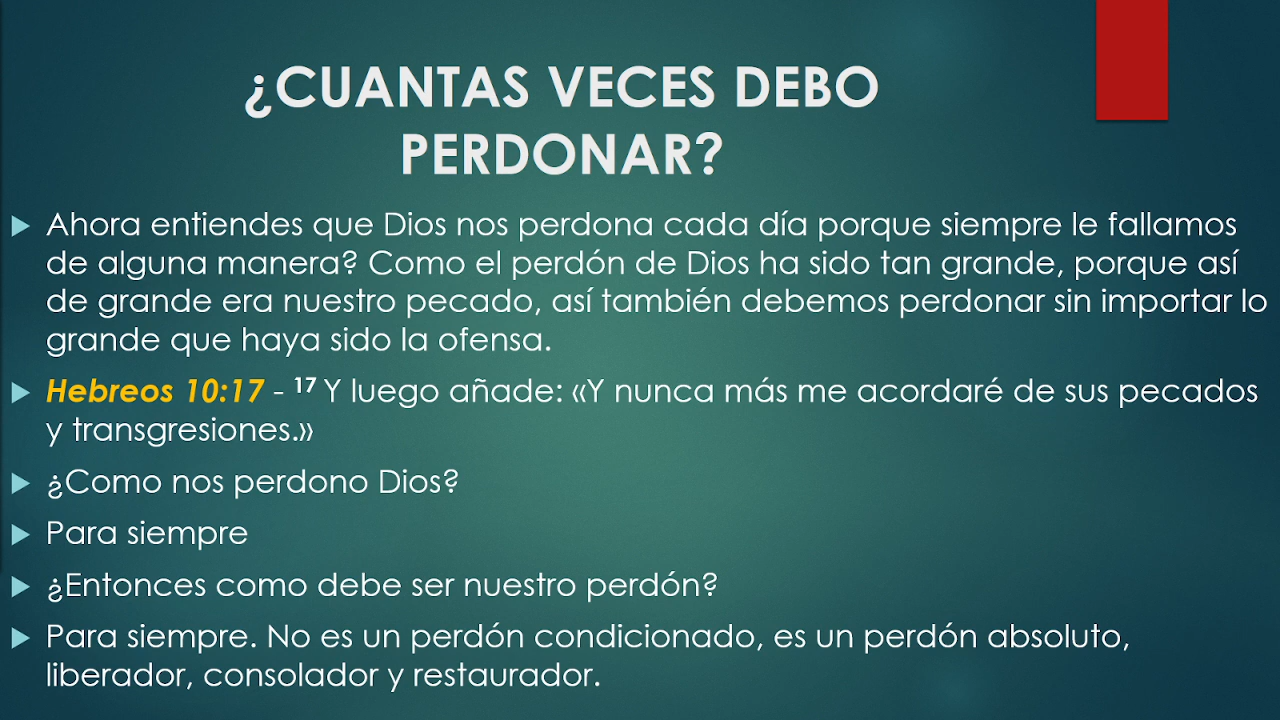 ¿CUANTAS VECES DEBO
PERDONAR?
Ahora entiendes que Dios nos perdona cada día porque siempre le fallamos
de alguna manera? Como el perdón de Dios ha sido tan grande, porque así
de grande era nuestro pecado, así también debemos perdonar sin importar lo
grande que haya sido la ofensa.
Hebreos 10:17 - 17 Y luego añade: «Y nunca más me acordaré de sus pecados
y transgresiones.»
¿Como nos perdono Dios?
Para siempre
¿Entonces como debe ser nuestro perdón?
Para siempre. No es un perdón condicionado, es un perdón absoluto,
liberador, consolador y restaurador.